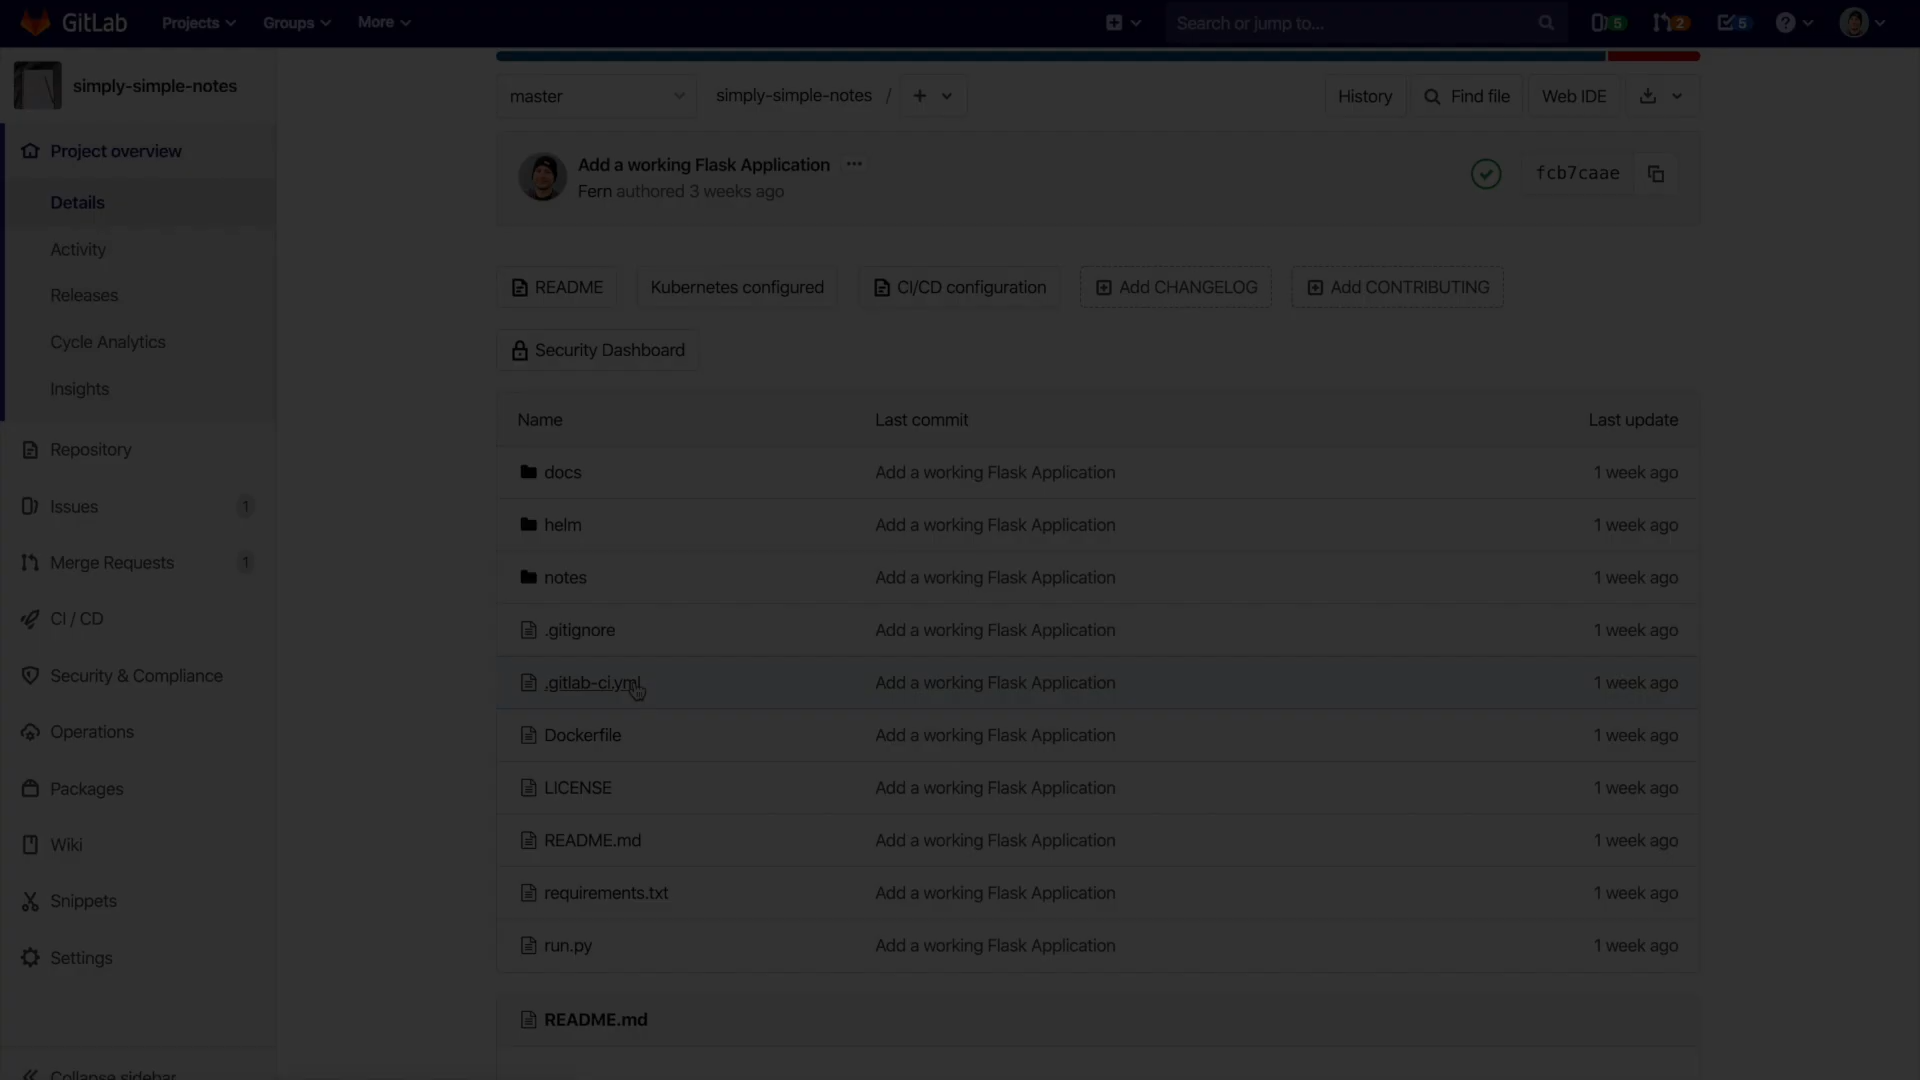 GitLab Projects Groups More Search or jump to... 5 2 5
simply-simple-notes
Project overview
Details
Activity
Releases
Cycle Analytics
Insights
Repository
Issues 1
Merge Requests 1
CI / CD
Security & Compliance
Operations
Packages
Wiki
Snippets
Settings
Collapse sidebar
master simply-simple-notes / + History Find file Web IDE
Add a working Flask Application ...
Fern authored 3 weeks ago
fcb7caae
README Kubernetes configured CI/CD configuration Add CHANGELOG Add CONTRIBUTING
Security Dashboard
Name Last commit Last update
docs Add a working Flask Application 1 week ago
helm Add a working Flask Application 1 week ago
notes Add a working Flask Application 1 week ago
.gitignore Add a working Flask Application 1 week ago
.gitlab-ci.yml Add a working Flask Application 1 week ago
Dockerfile Add a working Flask Application 1 week ago
LICENSE Add a working Flask Application 1 week ago
README.md Add a working Flask Application 1 week ago
requirements.txt Add a working Flask Application 1 week ago
run.py Add a working Flask Application 1 week ago
README.md